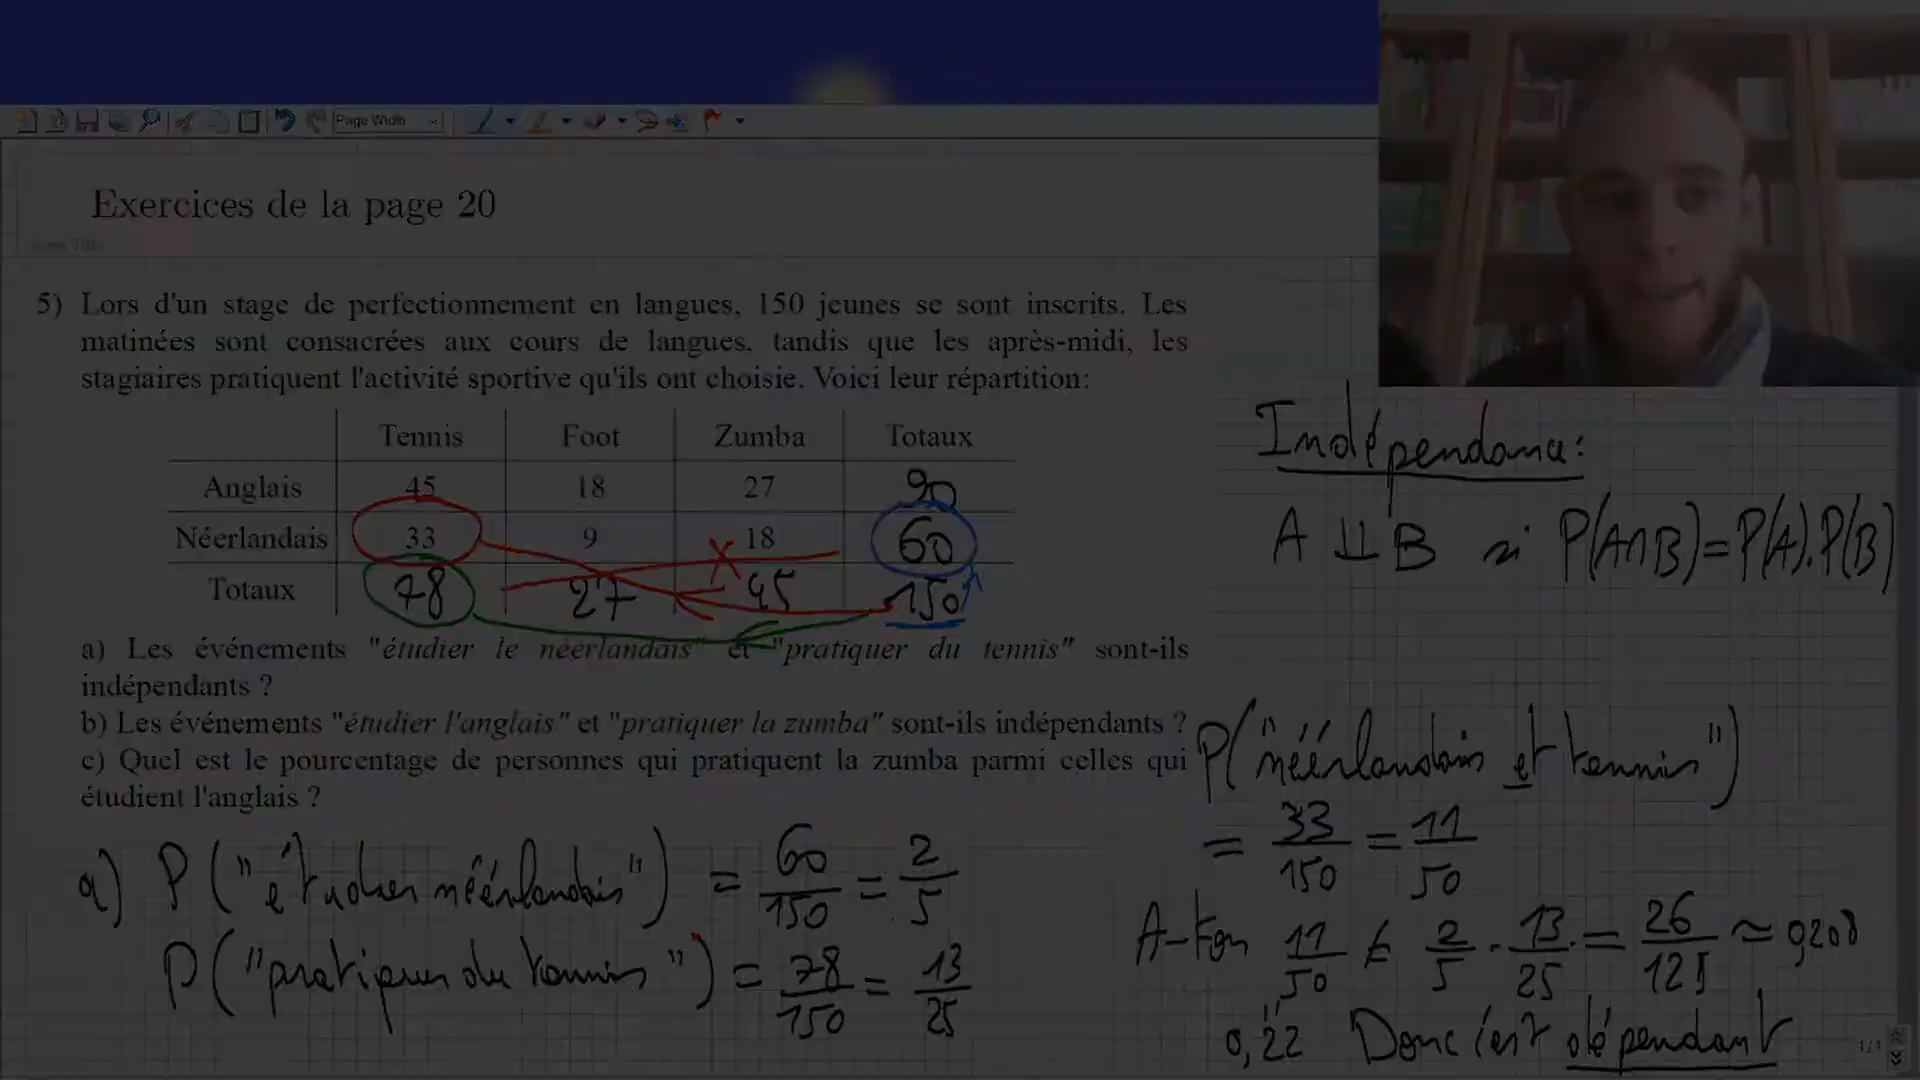 Page Width
Exercices de la page 20
5) Lors d'un stage de perfectionnement en langues, 150 jeunes se sont inscrits. Les
matinées sont consacrées aux cours de langues, tandis que les après-midi, les
stagiaires pratiquent l'activité sportive qu'ils ont choisie. Voici leur répartition:
Tennis Foot Zumba Totaux
Anglais 45 18 27 90
Néerlandais 33 9 18 60
Totaux 78 27 45 150
a) Les événements "étudier le néerlandais" et "pratiquer du tennis" sont-ils
indépendants ?
b) Les événements "étudier l'anglais" et "pratiquer la zumba" sont-ils indépendants ?
c) Quel est le pourcentage de personnes qui pratiquent la zumba parmi celles qui
étudient l'anglais ?
a) P("étudier néérlandais") = 60/150 = 2/5
P("pratiquer du tennis") = 78/150 = 13/25
Indépendance:
A ⫫ B si P(A∩B)=P(A).P(B)
P("néérlandais et tennis")
= 33/150 = 11/50
A-t-on 11/50 ≠ 2/5 · 13/25 = 26/125 ≈ 0,208
0,22 Donc c'est dépendant
1/1